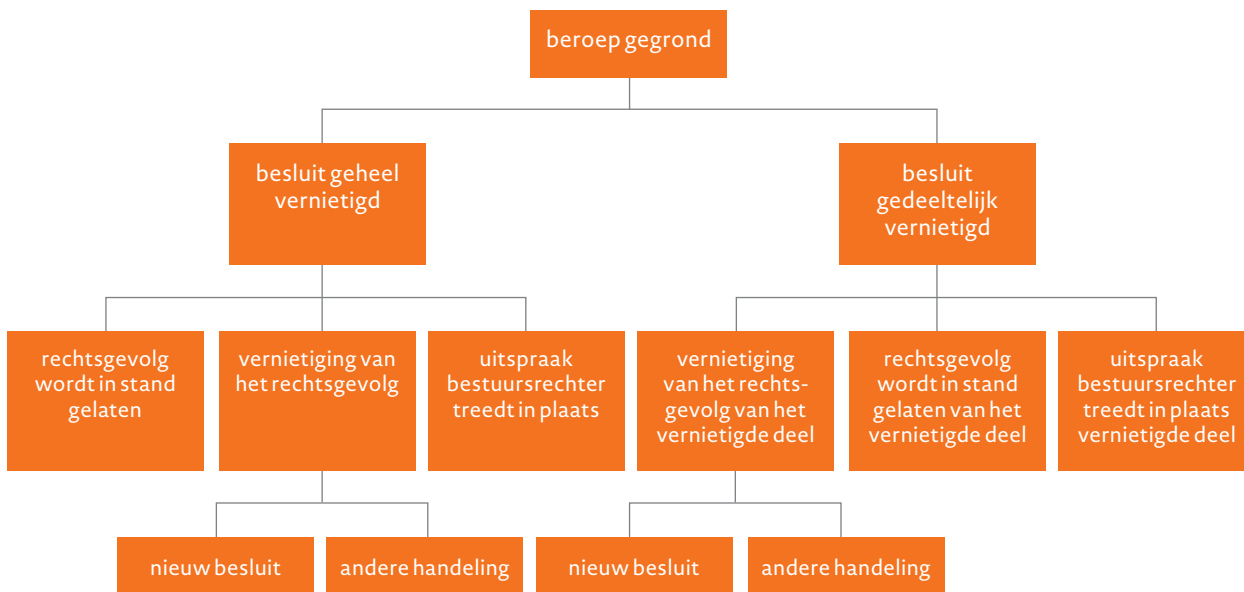 beroep gegrond
besluit geheel
vernietigd
besluit
gedeeltelijk
vernietigd
rechtsgevolg
wordt in stand
gelaten
vernietiging van
het rechtsgevolg
uitspraak
bestuursrechter
treedt in plaats
vernietiging
van het rechts-
gevolg van het
vernietigde deel
rechtsgevolg
wordt in stand
gelaten van het
vernietigde deel
uitspraak
bestuursrechter
treedt in plaats
vernietigde deel
nieuw besluit
andere handeling
nieuw besluit
andere handeling